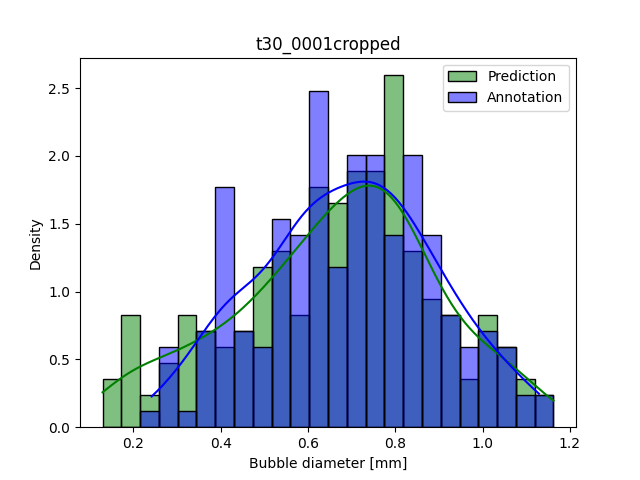 t30_0001cropped
Prediction
Annotation
Density
2.5
2.0
1.5
1.0
0.5
0.0
0.2 0.4 0.6 0.8 1.0 1.2
Bubble diameter [mm]